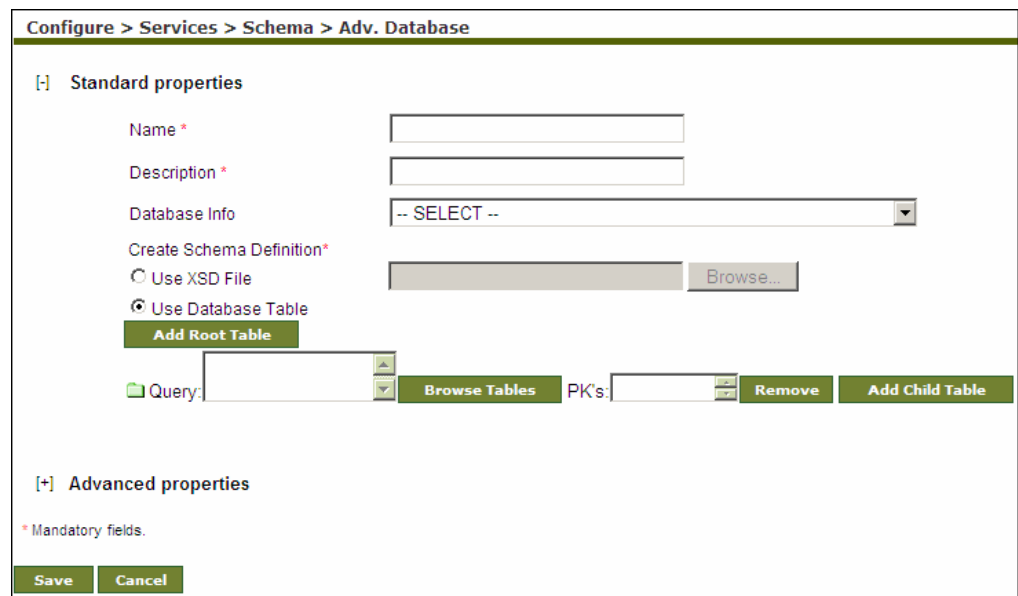 Configure > Services > Schema > Adv. Database
[-] Standard properties
Name *
Description *
Database Info -- SELECT --
Create Schema Definition*
Use XSD File Browse...
Use Database Table
Add Root Table
Query: Browse Tables PK's: Remove Add Child Table
[+] Advanced properties
* Mandatory fields.
Save Cancel